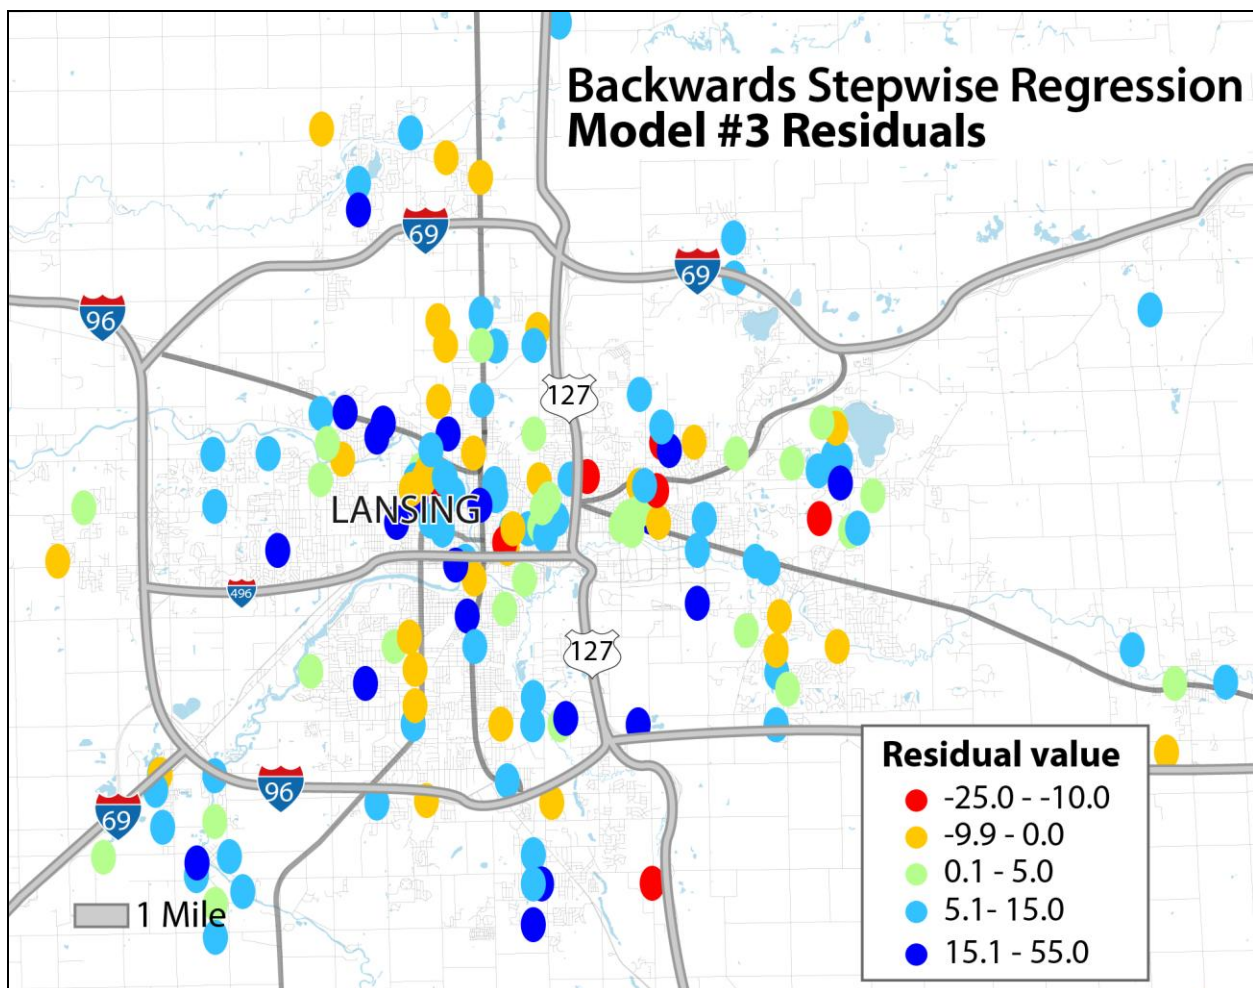 Backwards Stepwise Regression
Model #3 Residuals
69
69
96
127
LANSING
496
127
96
69
1 Mile
Residual value
-25.0 - -10.0
-9.9 - 0.0
0.1 - 5.0
5.1- 15.0
15.1 - 55.0